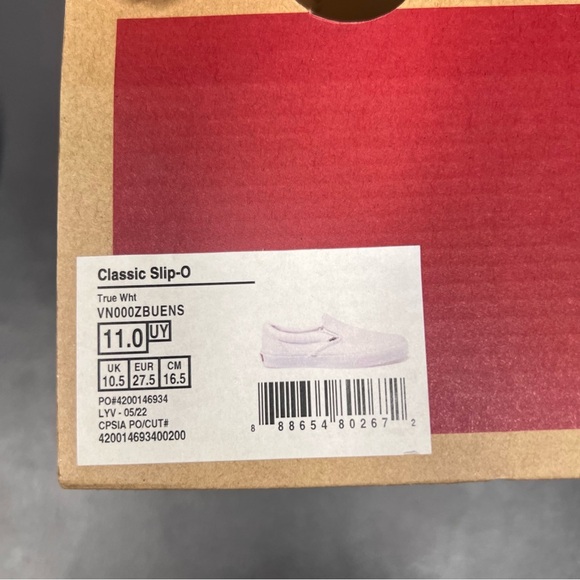 Classic Slip-O
True Wht
VN000ZBUENS
11.0 UY
UK EUR CM
10.5 27.5 16.5
PO#4200146934
LYV - 05/22
CPSIA PO/CUT#
420014693400200
8 88654 80267 2